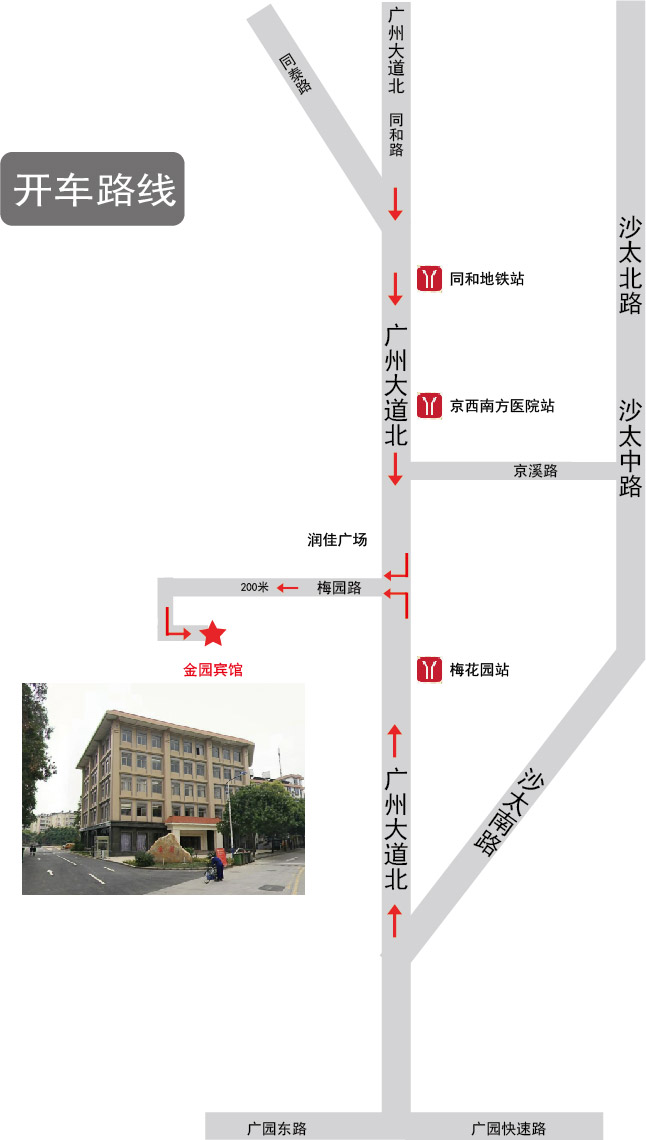 广州大道北
同和路
同泰路
开车路线
沙太北路
同和地铁站
广州大道北
京西南方医院站
沙太中路
京溪路
润佳广场
200米
梅园路
金园宾馆
梅花园站
广州大道北
沙太南路
广园东路
广园快速路